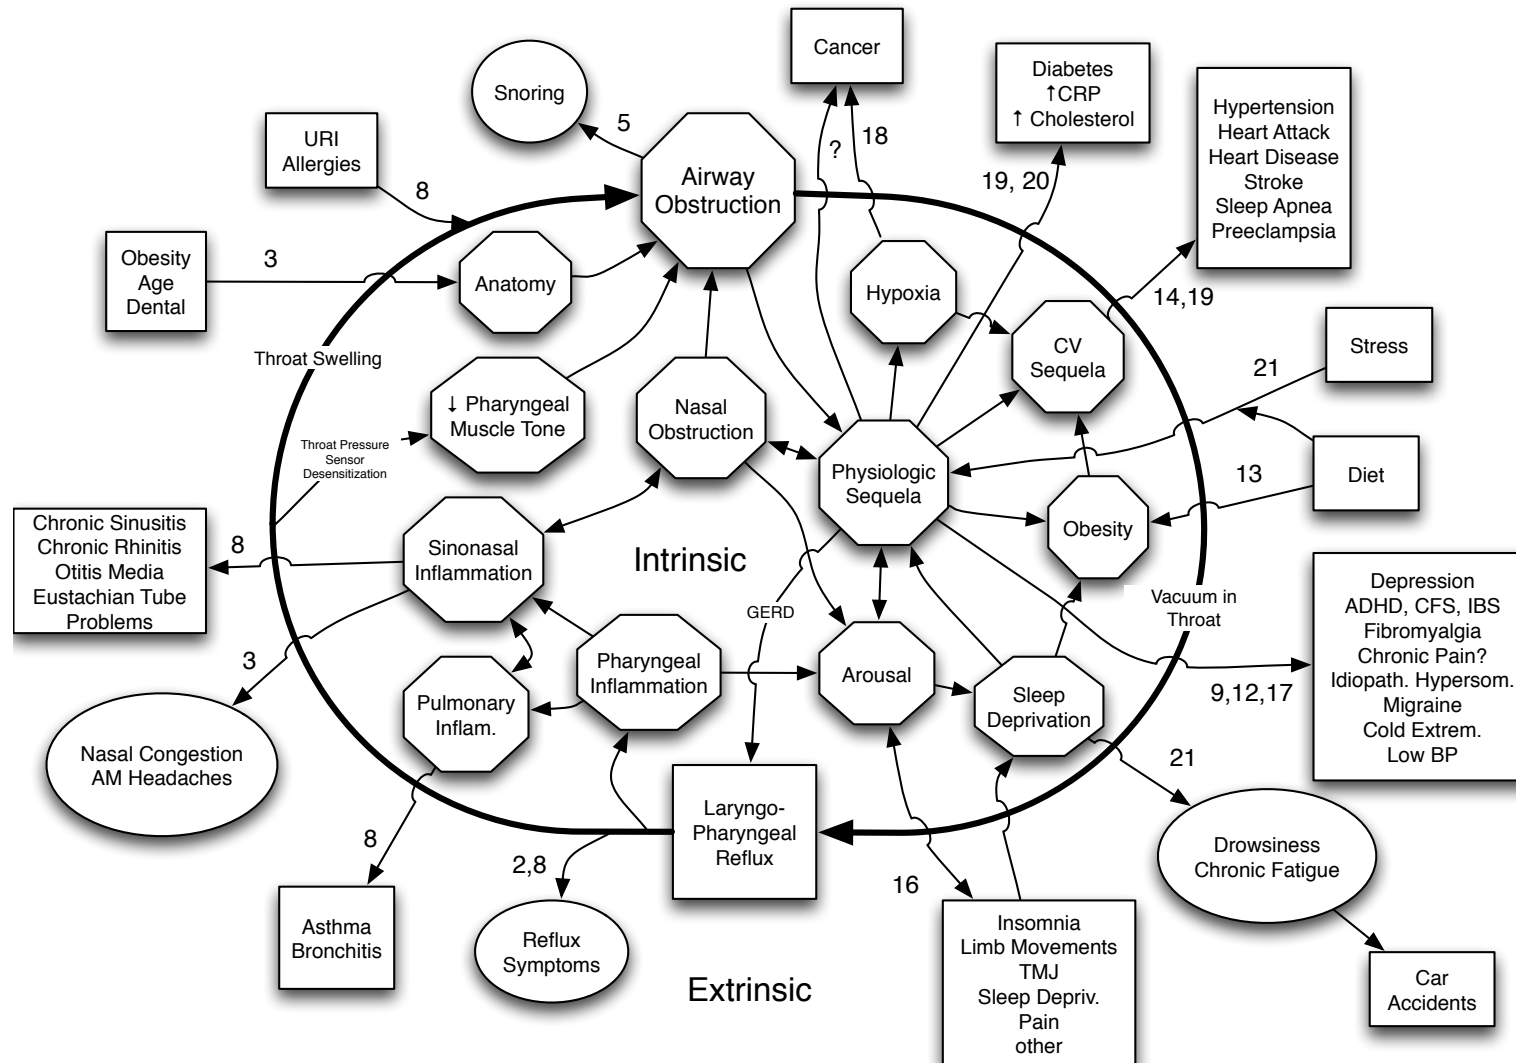 Cancer
Diabetes
↑CRP
↑ Cholesterol
Snoring
5
Hypertension
Heart Attack
Heart Disease
Stroke
Sleep Apnea
Preeclampsia
URI
Allergies
8
Airway
Obstruction
?
18
19, 20
Obesity
Age
Dental
3
Anatomy
Hypoxia
14,19
CV
Sequela
Stress
21
Throat Swelling
↓ Pharyngeal
Muscle Tone
Nasal
Obstruction
Throat Pressure
Sensor
Desensitization
Physiologic
Sequela
Diet
13
Obesity
Chronic Sinusitis
Chronic Rhinitis
Otitis Media
Eustachian Tube
Problems
8
Sinonasal
Inflammation
Intrinsic
GERD
Vacuum in
Throat
Depression
ADHD, CFS, IBS
Fibromyalgia
Chronic Pain?
Idiopath. Hypersom.
Migraine
Cold Extrem.
Low BP
9,12,17
3
Pharyngeal
Inflammation
Arousal
Sleep
Deprivation
Pulmonary
Inflam.
Nasal Congestion
AM Headaches
21
Laryngo-
Pharyngeal
Reflux
8
2,8
16
Drowsiness
Chronic Fatigue
Asthma
Bronchitis
Reflux
Symptoms
Extrinsic
Insomnia
Limb Movements
TMJ
Sleep Depriv.
Pain
other
Car
Accidents